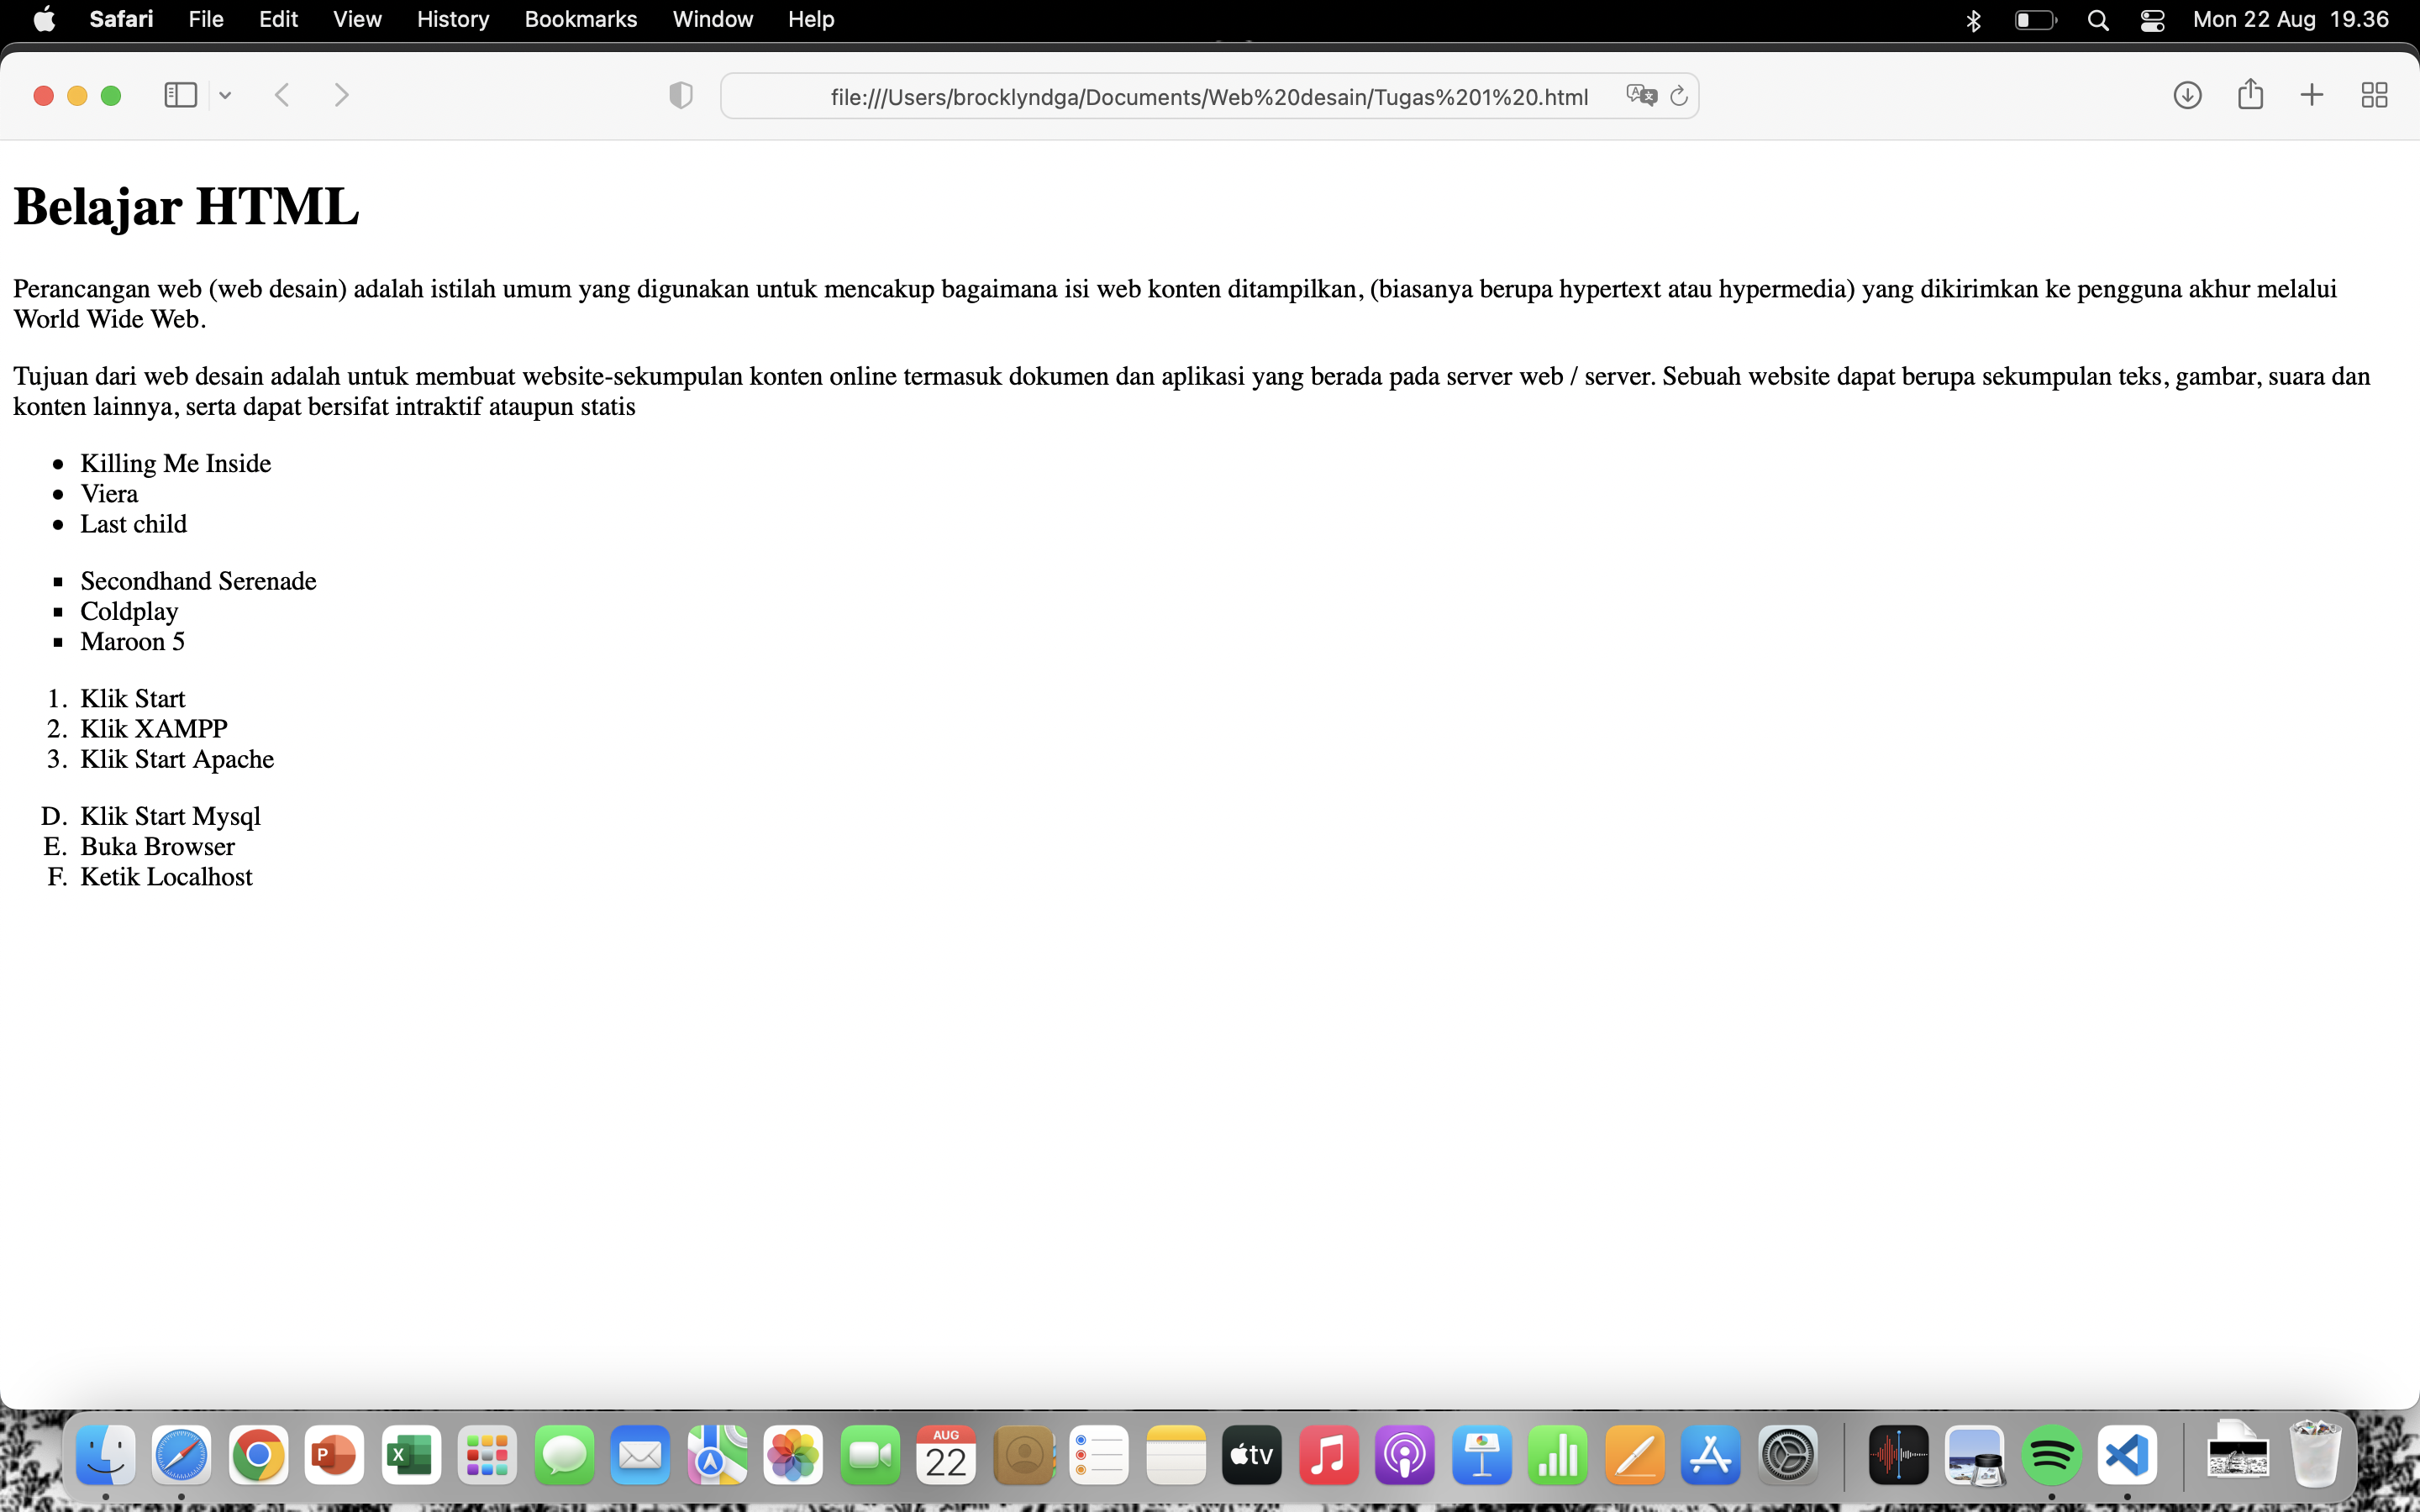 Safari File Edit View History Bookmarks Window Help Mon 22 Aug 19.36
file:///Users/brocklyndga/Documents/Web%20desain/Tugas%201%20.html
Belajar HTML
Perancangan web (web desain) adalah istilah umum yang digunakan untuk mencakup bagaimana isi web konten ditampilkan, (biasanya berupa hypertext atau hypermedia) yang dikirimkan ke pengguna akhur melalui
World Wide Web.
Tujuan dari web desain adalah untuk membuat website-sekumpulan konten online termasuk dokumen dan aplikasi yang berada pada server web / server. Sebuah website dapat berupa sekumpulan teks, gambar, suara dan
konten lainnya, serta dapat bersifat intraktif ataupun statis
• Killing Me Inside
• Viera
• Last child
▪ Secondhand Serenade
▪ Coldplay
▪ Maroon 5
1. Klik Start
2. Klik XAMPP
3. Klik Start Apache
D. Klik Start Mysql
E. Buka Browser
F. Ketik Localhost
P X AUG 22 tv